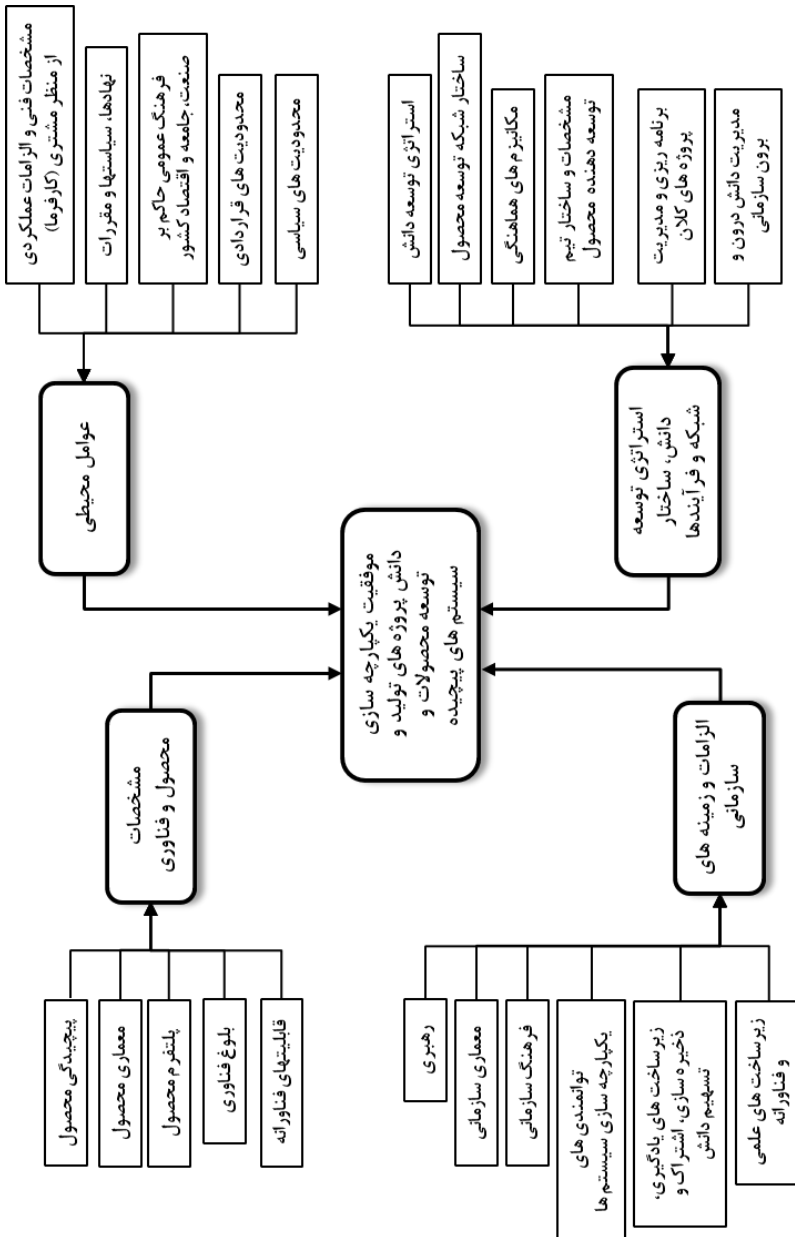 مشخصات فنی و الزامات عملکردی
از منظر مشتری (کارفرما)
نهادها، سیاستها و مقررات
فرهنگ عمومی حاکم بر
صنعت، جامعه و اقتصاد کشور
محدودیت های قراردادی
محدودیت های سیاسی
عوامل محیطی
استراتژی توسعه دانش
ساختار شبکه توسعه محصول
مکانیزم های هماهنگی
مشخصات و ساختار تیم
توسعه دهنده محصول
برنامه ریزی و مدیریت
پروژه های کلان
مدیریت دانش درون و
برون سازمانی
استراتژی توسعه
دانش، ساختار
شبکه و فرآیندها
موفقیت یکپارچه سازی
دانش پروژه های تولید و
توسعه محصولات و
سیستم های پیچیده
مشخصات
محصول و فناوری
پیچیدگی محصول
معماری محصول
پلتفرم محصول
بلوغ فناوری
قابلیتهای فناورانه
الزامات و زمینه های
سازمانی
رهبری
معماری سازمانی
فرهنگ سازمانی
توانمندی های
یکپارچه سازی سیستم ها
زیرساخت های یادگیری،
ذخیره سازی، اشتراک و
تسهیم دانش
زیرساخت های علمی
و فناورانه